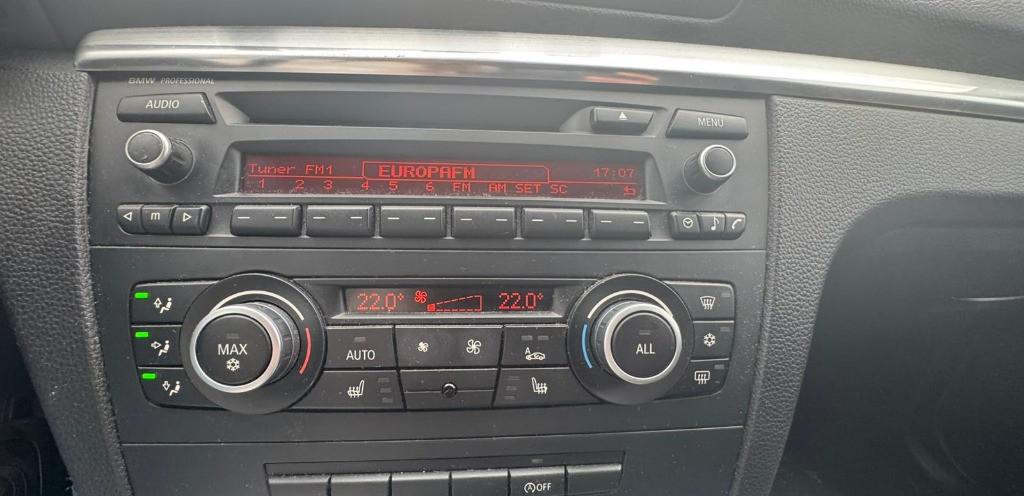 BMW PROFESSIONAL
AUDIO
MENU
Tuner FM1 EUROPAFM 17:07
1 2 3 4 5 6 FM AM SET SC
m
22.0° 22.0°
MAX
AUTO
A
ALL
A OFF